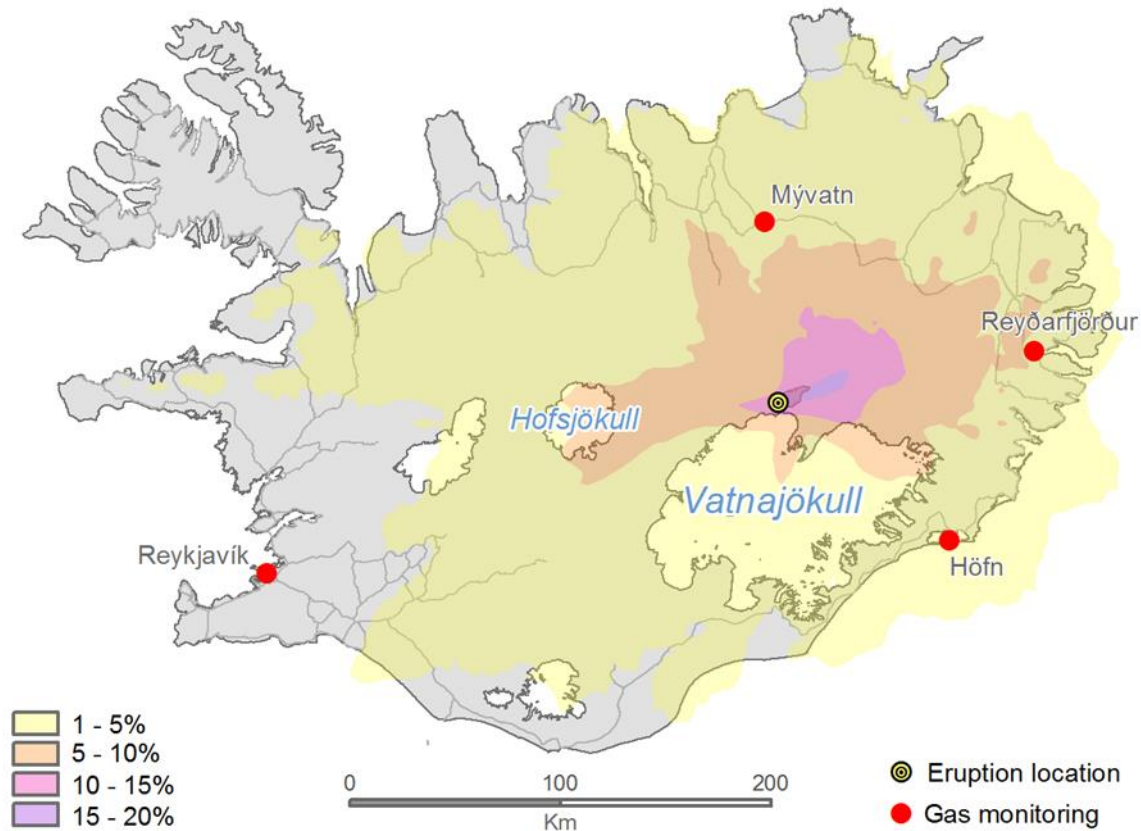 Mývatn
Reyðarfjörður
Hofsjökull
Vatnajökull
Reykjavík
Höfn
1 - 5%
5 - 10%
10 - 15%
15 - 20%
0 100 200
Km
Eruption location
Gas monitoring